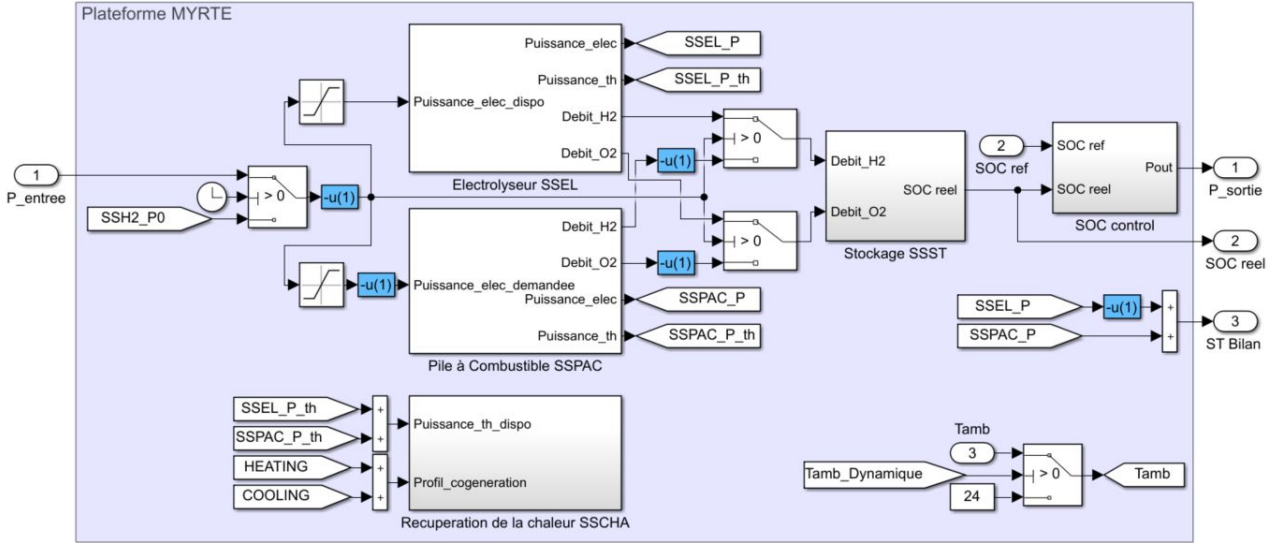 Plateforme MYRTE
1
P_entree
SSH2_P0
> 0
-u(1)
Puissance_elec_dispo
Puissance_elec
Puissance_th
Debit_H2
Debit_O2
Electrolyseur SSEL
SSEL_P
SSEL_P_th
-u(1)
Puissance_elec_demandee
Debit_H2
Debit_O2
Puissance_elec
Puissance_th
Pile à Combustible SSPAC
-u(1)
-u(1)
SSPAC_P
SSPAC_P_th
> 0
> 0
Debit_H2
Debit_O2
SOC reel
Stockage SSST
2
SOC ref
SOC ref
SOC reel
Pout
SOC control
1
P_sortie
2
SOC reel
SSEL_P
-u(1)
+
SSPAC_P
+
3
ST Bilan
SSEL_P_th
+
SSPAC_P_th
+
HEATING
+
COOLING
+
Puissance_th_dispo
Profil_cogeneration
Recuperation de la chaleur SSCHA
Tamb
3
Tamb_Dynamique
24
> 0
Tamb